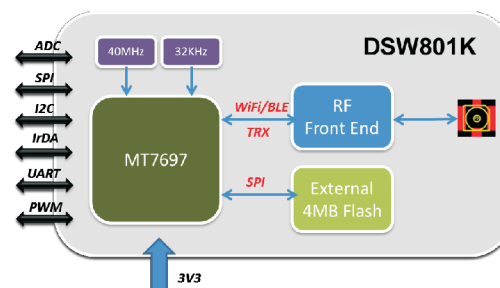 DSW801K
ADC
SPI
I2C
IrDA
UART
PWM
40MHz
32KHz
MT7697
WiFi/BLE
TRX
RF
Front End
SPI
External
4MB Flash
3V3